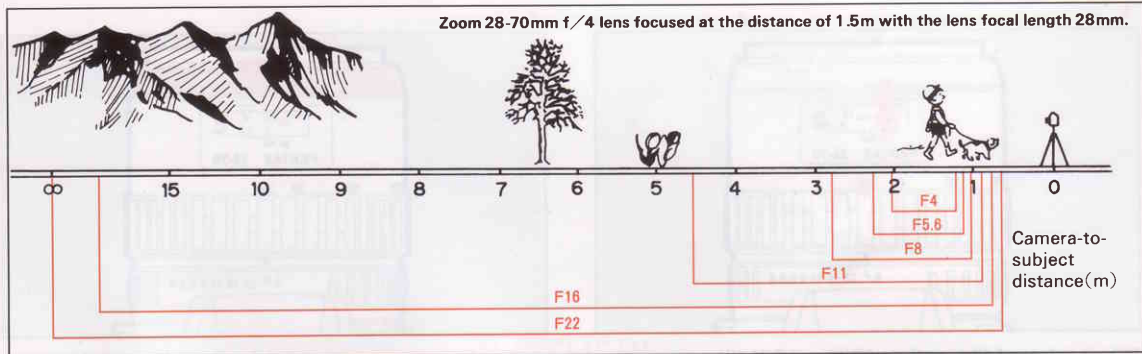 Zoom 28-70mm f/4 lens focused at the distance of 1.5m with the lens focal length 28mm.
∞ 15 10 9 8 7 6 5 4 3 2 1 0
F4
F5.6
F8
F11
F16
F22
Camera-to-
subject
distance(m)